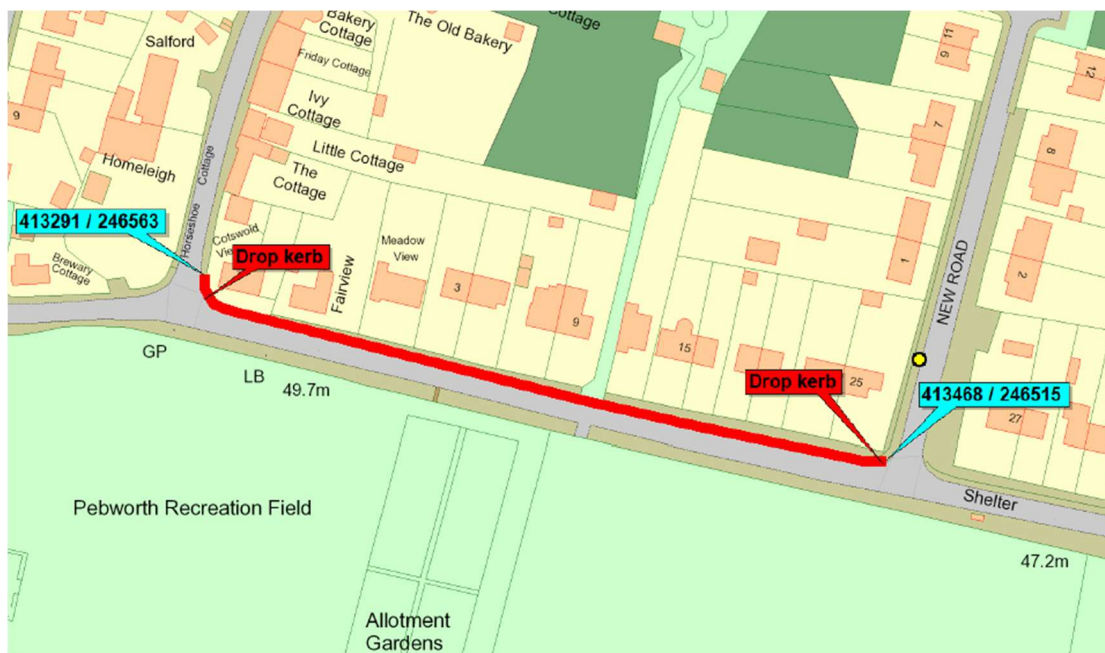 Bakery
Cottage
The Old Bakery
Cottage
Salford
Friday Cottage
11
9
12
Ivy
Cottage
9
7
8
Little Cottage
Homeleigh
The
Cottage
Horseshoe Cottage
413291 / 246563
Cotswold
View
Drop kerb
Meadow
View
Brewary
Cottage
Fairview
3
9
1
2
NEW ROAD
15
25
Drop kerb
413468 / 246515
27
GP
LB
49.7m
Shelter
Pebworth Recreation Field
47.2m
Allotment
Gardens